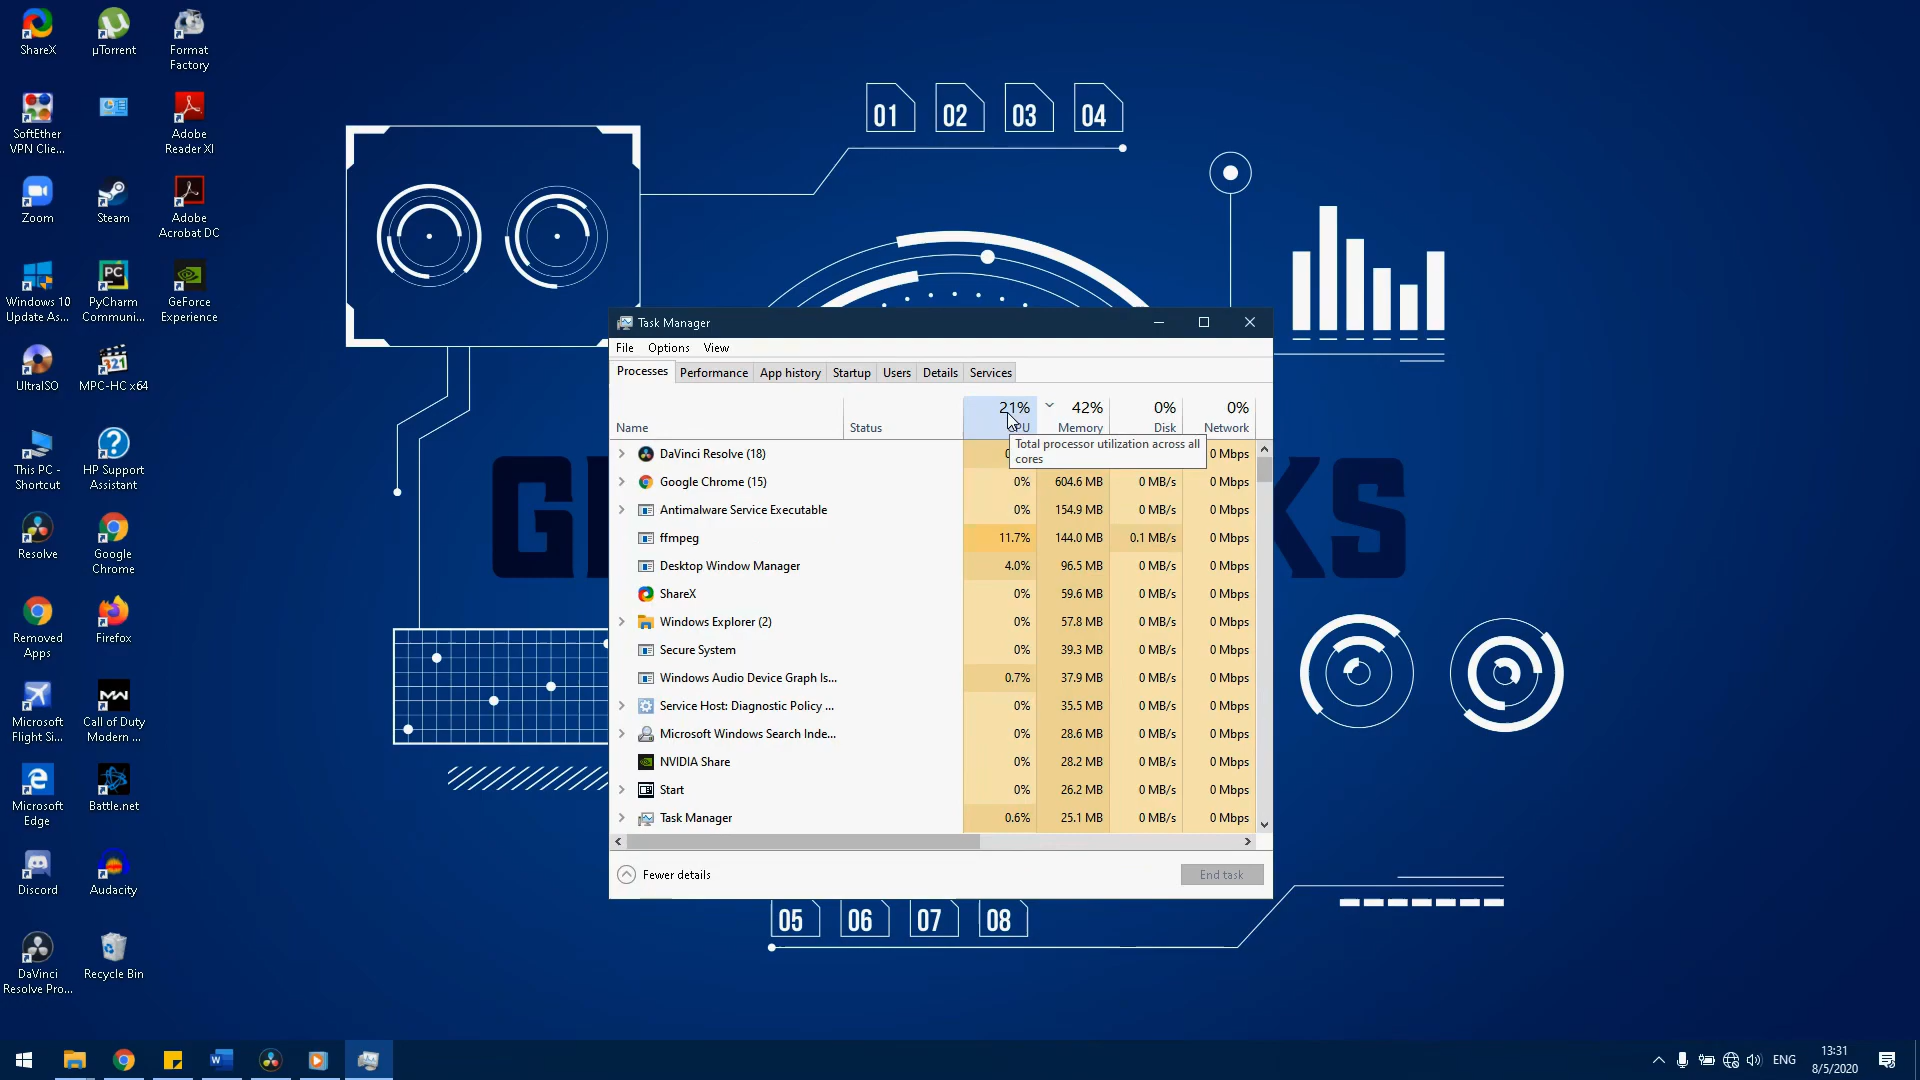 ShareX
µTorrent
Format
Factory
SoftEther
VPN Clie...
Adobe
Reader XI
Zoom
Steam
Adobe
Acrobat DC
Windows 10
Update As...
PyCharm
Communi...
GeForce
Experience
UltraISO
MPC-HC x64
This PC -
Shortcut
HP Support
Assistant
Resolve
Google
Chrome
Removed
Apps
Firefox
Microsoft
Flight Si...
Call of Duty
Modern ...
Microsoft
Edge
Battle.net
Discord
Audacity
DaVinci
Resolve Pro...
Recycle Bin
01 02 03 04
Task Manager
File Options View
Processes Performance App history Startup Users Details Services
21% 42% 0% 0%
Name Status CPU Memory Disk Network
Total processor utilization across all
cores
DaVinci Resolve (18) 0 Mbps
Google Chrome (15) 0% 604.6 MB 0 MB/s 0 Mbps
Antimalware Service Executable 0% 154.9 MB 0 MB/s 0 Mbps
ffmpeg 11.7% 144.0 MB 0.1 MB/s 0 Mbps
Desktop Window Manager 4.0% 96.5 MB 0 MB/s 0 Mbps
ShareX 0% 59.6 MB 0 MB/s 0 Mbps
Windows Explorer (2) 0% 57.8 MB 0 MB/s 0 Mbps
Secure System 0% 39.3 MB 0 MB/s 0 Mbps
Windows Audio Device Graph Is... 0.7% 37.9 MB 0 MB/s 0 Mbps
Service Host: Diagnostic Policy ... 0% 35.5 MB 0 MB/s 0 Mbps
Microsoft Windows Search Inde... 0% 28.6 MB 0 MB/s 0 Mbps
NVIDIA Share 0% 28.2 MB 0 MB/s 0 Mbps
Start 0% 26.2 MB 0 MB/s 0 Mbps
Task Manager 0.6% 25.1 MB 0 MB/s 0 Mbps
Fewer details End task
05 06 07 08
ENG
13:31
8/5/2020